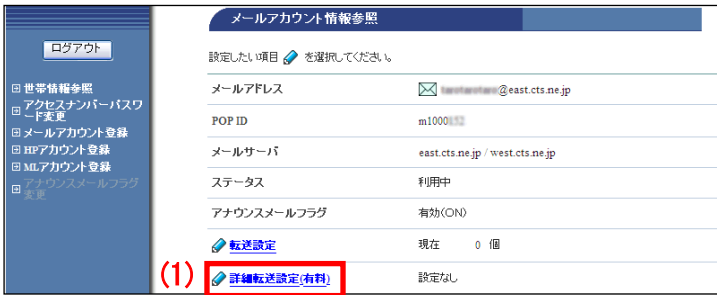 メールアカウント情報参照
ログアウト
設定したい項目 を選択してください。
世帯情報参照
アクセスナンバーパスワ
ード変更
メールアカウント登録
HPアカウント登録
MLアカウント登録
アナウンスメールフラグ
変更
メールアドレス @east.cts.ne.jp
POP ID m1000
メールサーバ east.cts.ne.jp / west.cts.ne.jp
ステータス 利用中
アナウンスメールフラグ 有効(ON)
転送設定 現在 0 個
(1) 詳細転送設定(有料) 設定なし